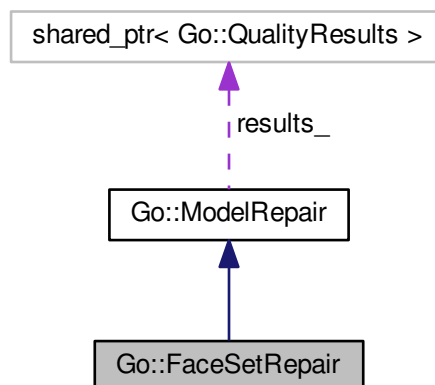 shared_ptr< Go::QualityResults >
results_
Go::ModelRepair
Go::FaceSetRepair